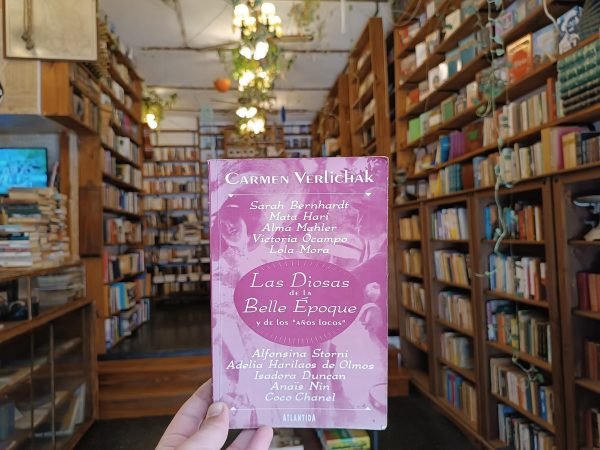 Carmen Verlichak
Sarah Bernhardt
Mata Hari
Alma Mahler
Victoria Ocampo
Lola Mora
Las Diosas
de la
Belle Époque
y de los "años locos"
Alfonsina Storni
Adelia Harilaos de Olmos
Isadora Duncan
Anaïs Nin
Coco Chanel
ATLANTIDA